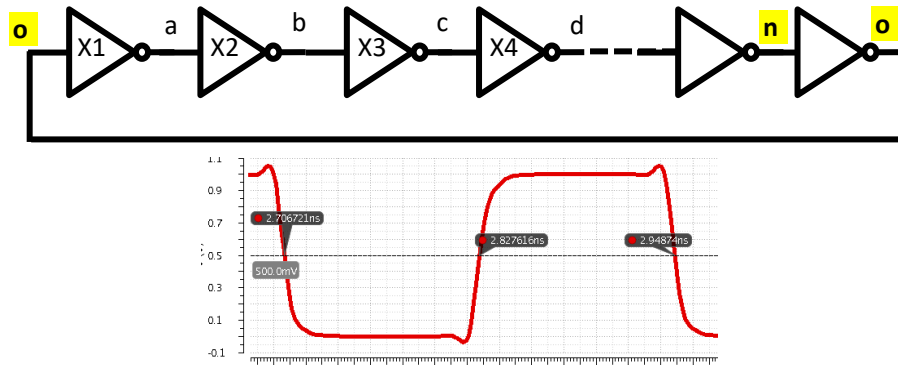 o a b c d n o
X1 X2 X3 X4
1.1
0.9
0.7
2.706721ns
0.5
2.827616ns
2.94874ns
500.0mV
0.3
0.1
-0.1